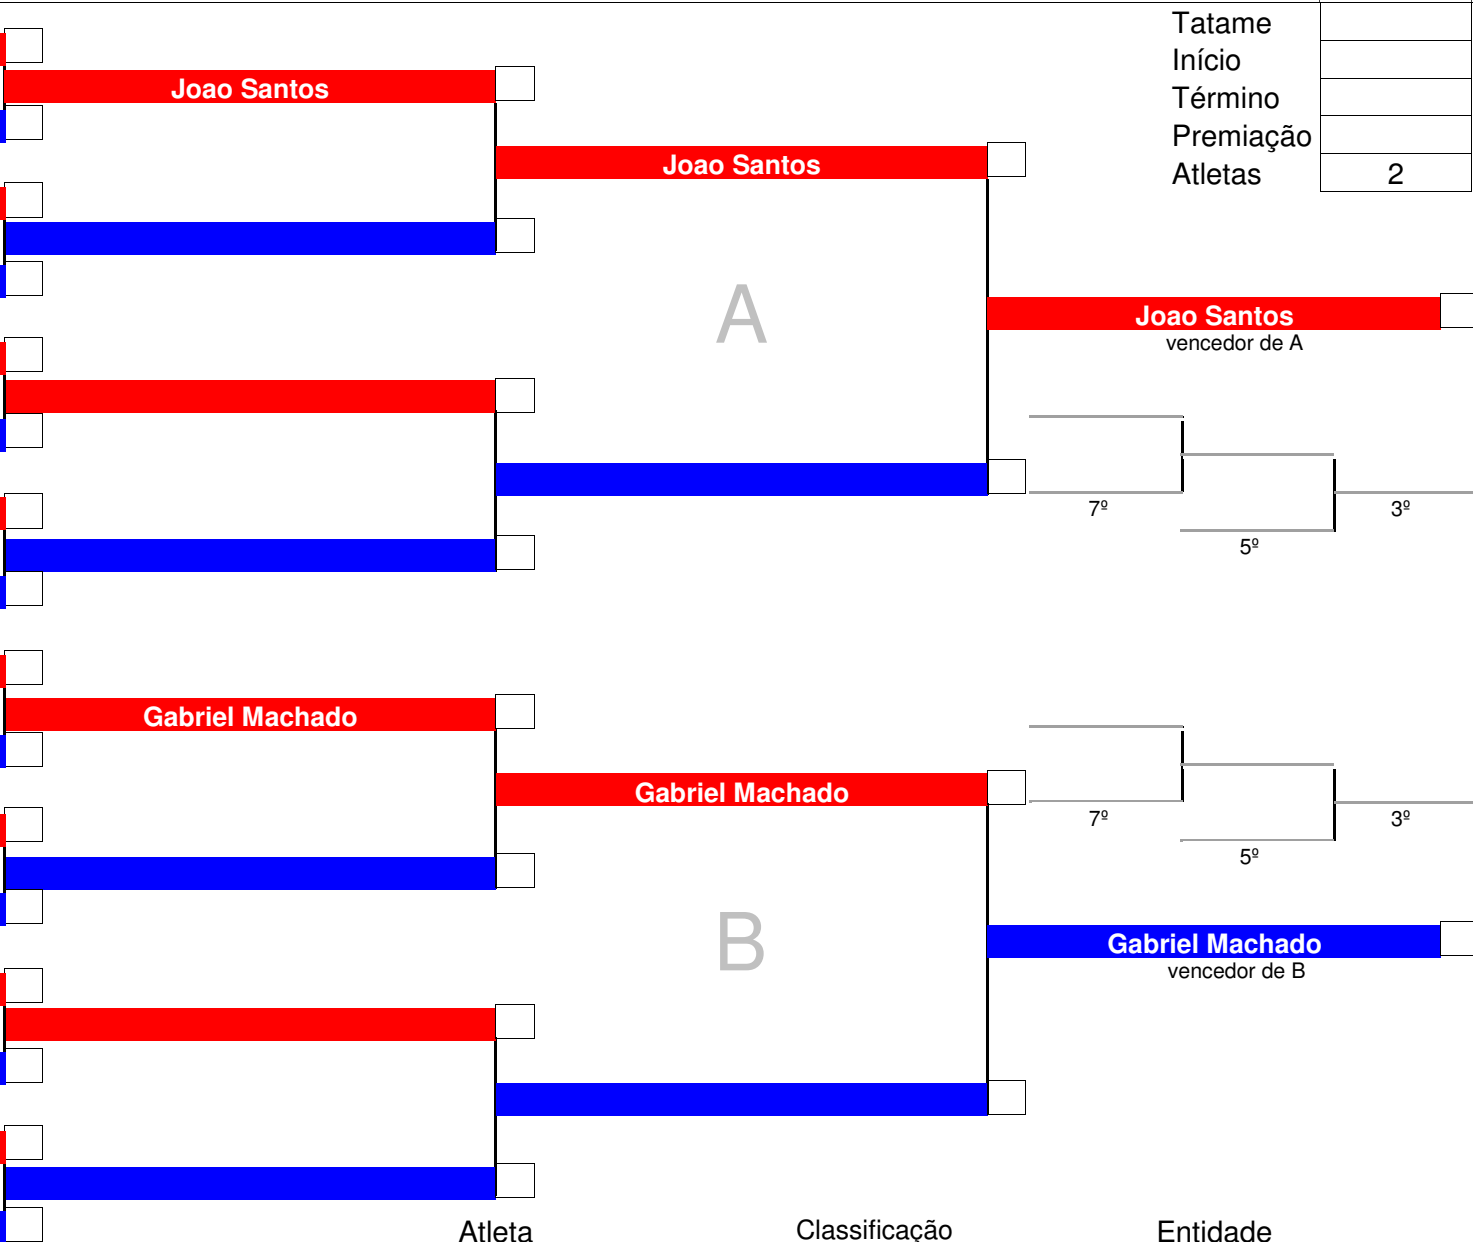 Tatame
Início
Término
Premiação
Atletas 2
Joao Santos
Joao Santos
A
Joao Santos
vencedor de A
7º
3º
5º
Gabriel Machado
Gabriel Machado
7º
3º
5º
B
Gabriel Machado
vencedor de B
Atleta Classificação Entidade